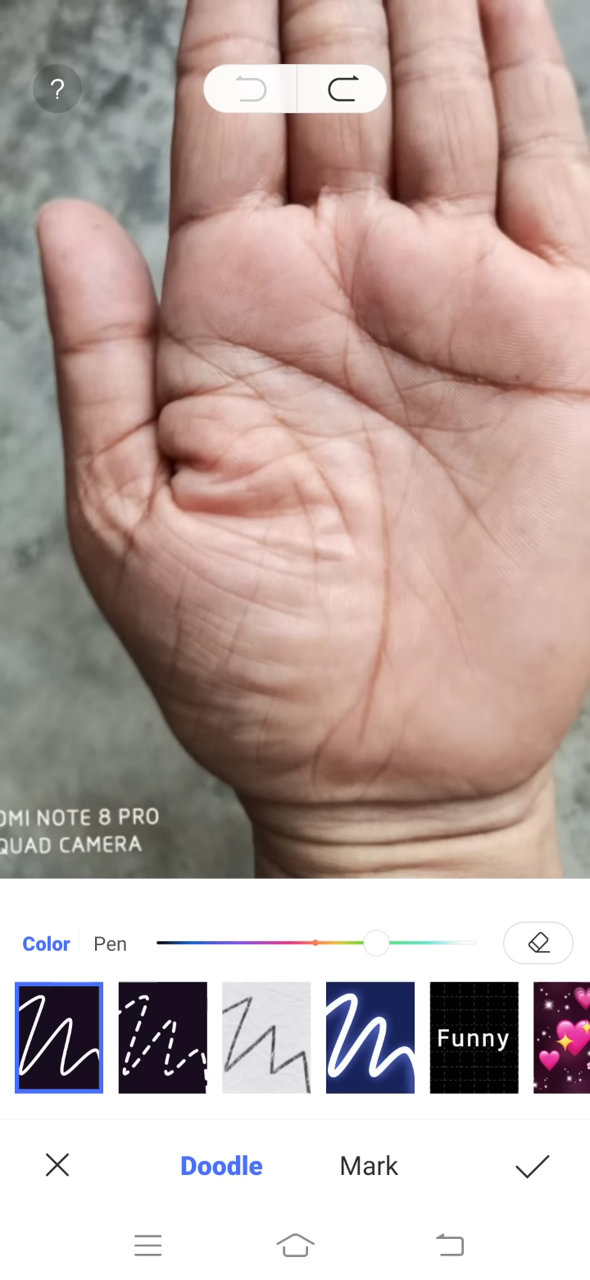 ?
OMI NOTE 8 PRO
QUAD CAMERA
Color Pen
Funny
Doodle Mark